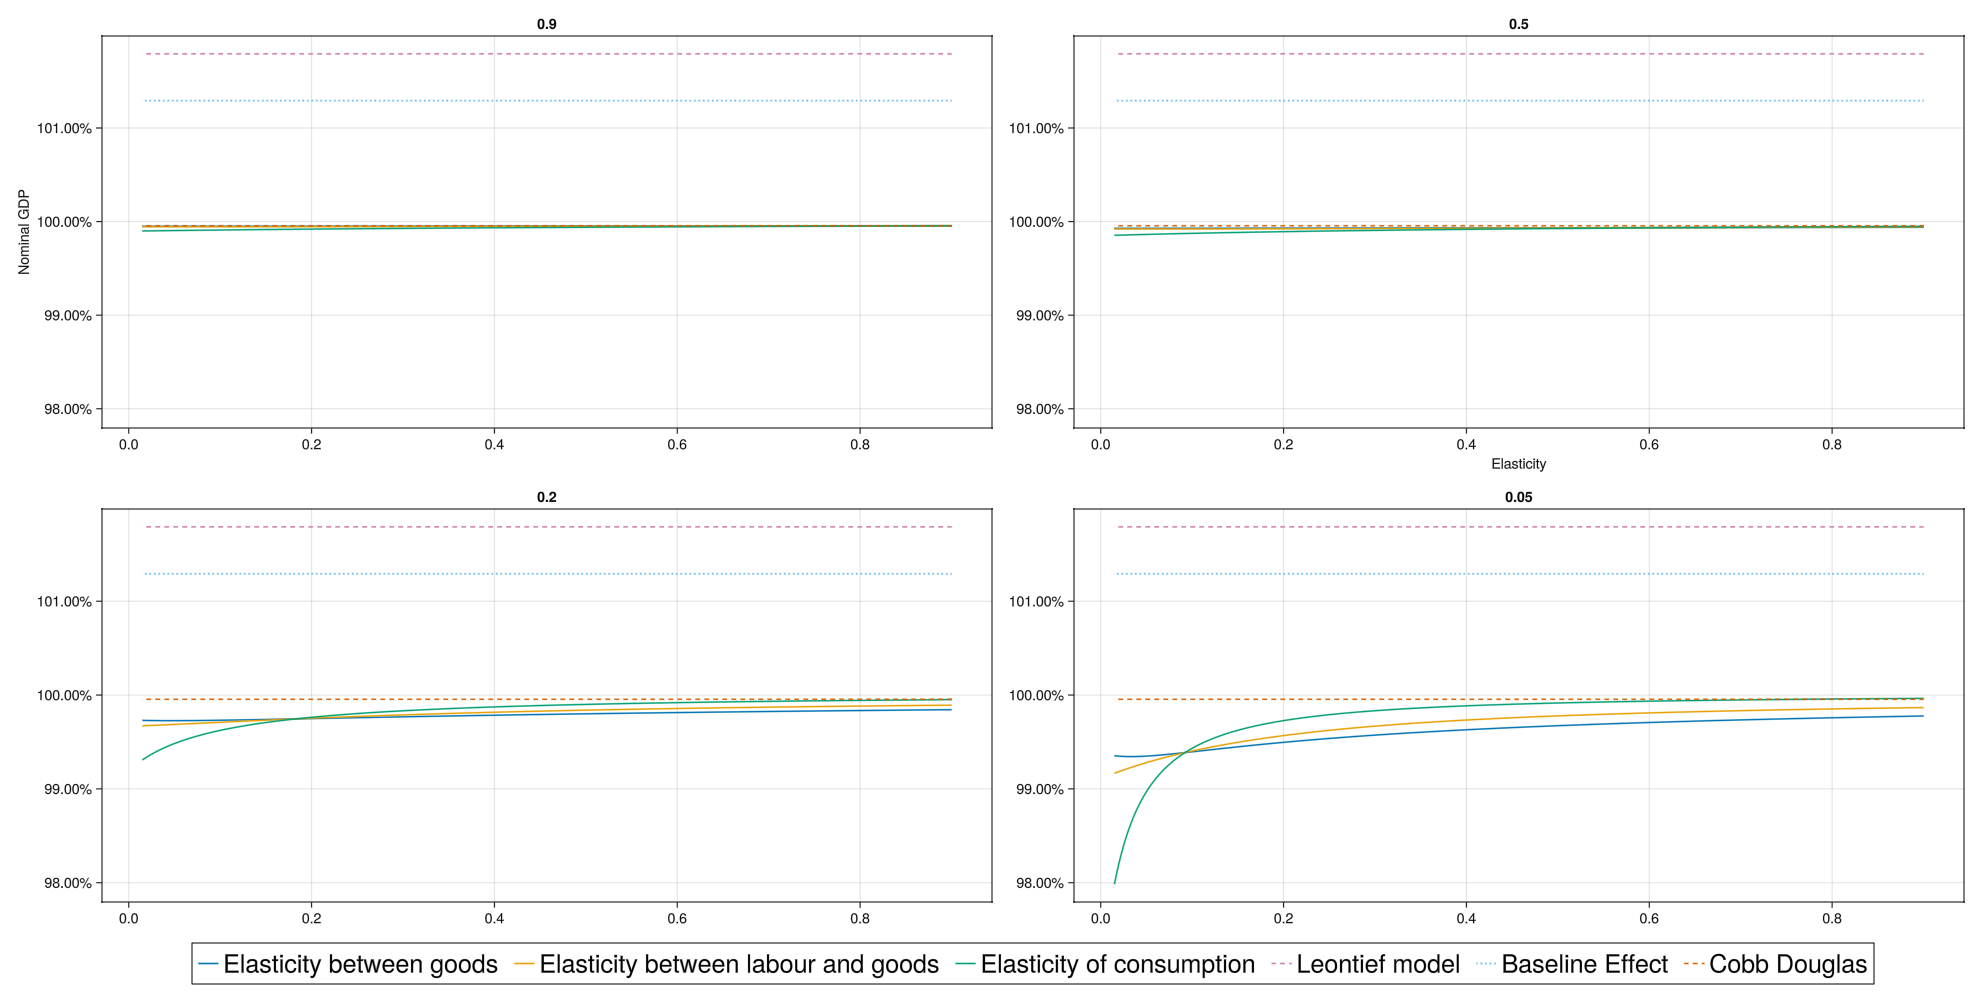 0.9
0.5
101.00%
100.00%
99.00%
98.00%
Nominal GDP
0.0 0.2 0.4 0.6 0.8
101.00%
100.00%
99.00%
98.00%
0.0 0.2 0.4 0.6 0.8
Elasticity
0.2
0.05
101.00%
100.00%
99.00%
98.00%
0.0 0.2 0.4 0.6 0.8
101.00%
100.00%
99.00%
98.00%
0.0 0.2 0.4 0.6 0.8
Elasticity between goods Elasticity between labour and goods Elasticity of consumption Leontief model Baseline Effect Cobb Douglas